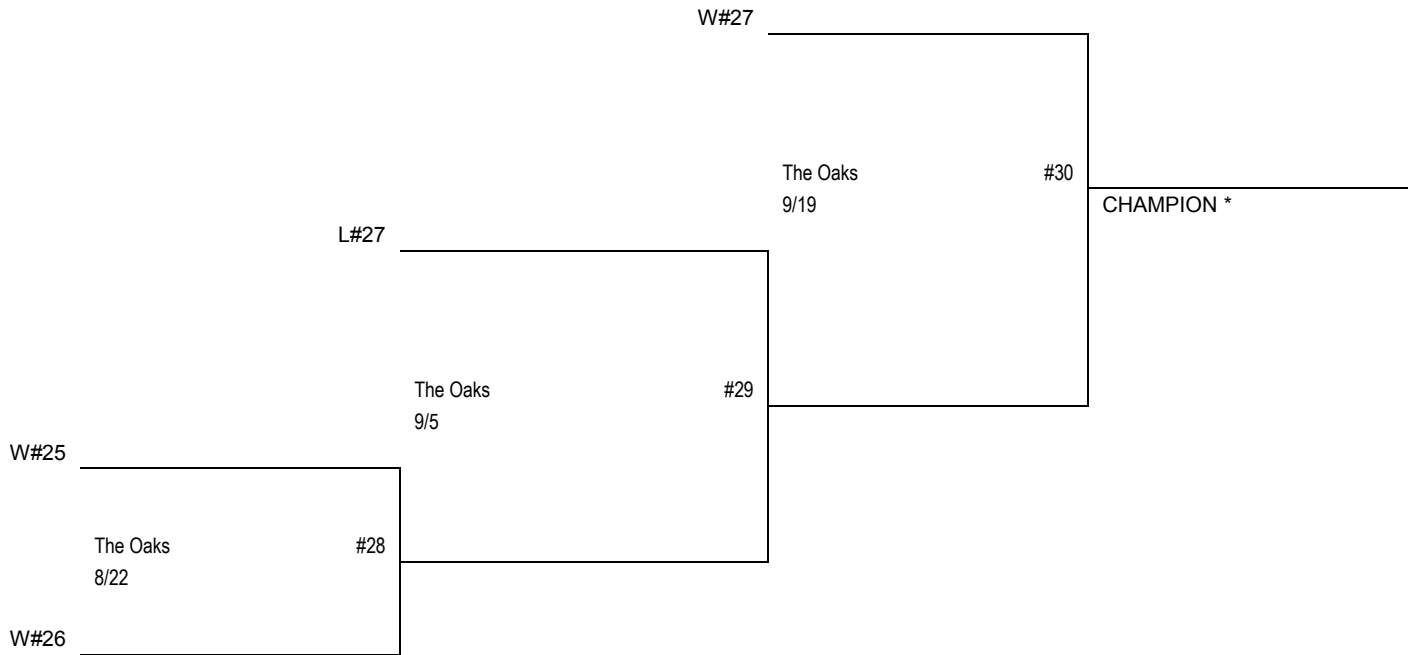 W#27
The Oaks #30
9/19
CHAMPION *
L#27
The Oaks #29
9/5
W#25
The Oaks #28
8/22
W#26